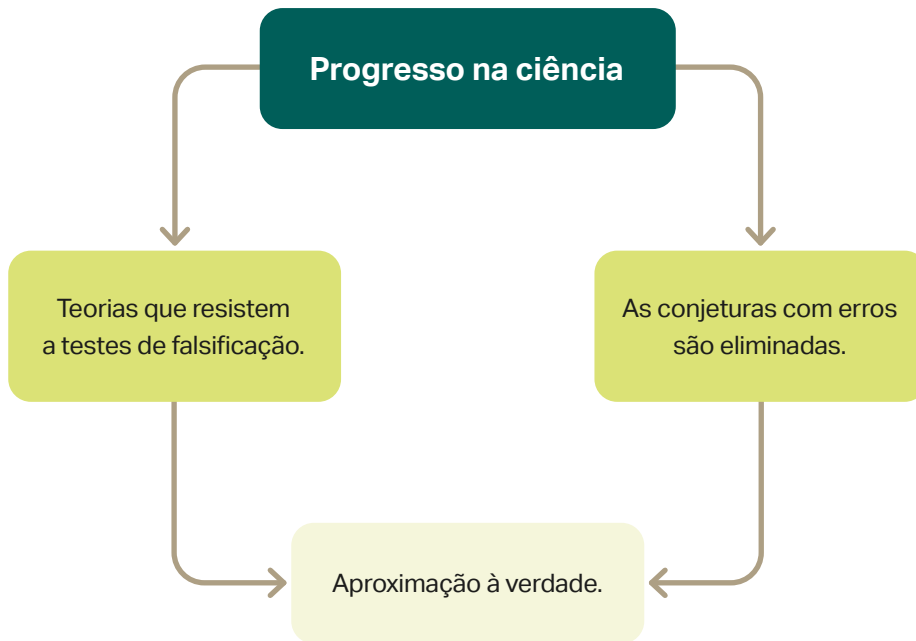 Progresso na ciência
Teorias que resistem
a testes de falsificação.
As conjeturas com erros
são eliminadas.
Aproximação à verdade.